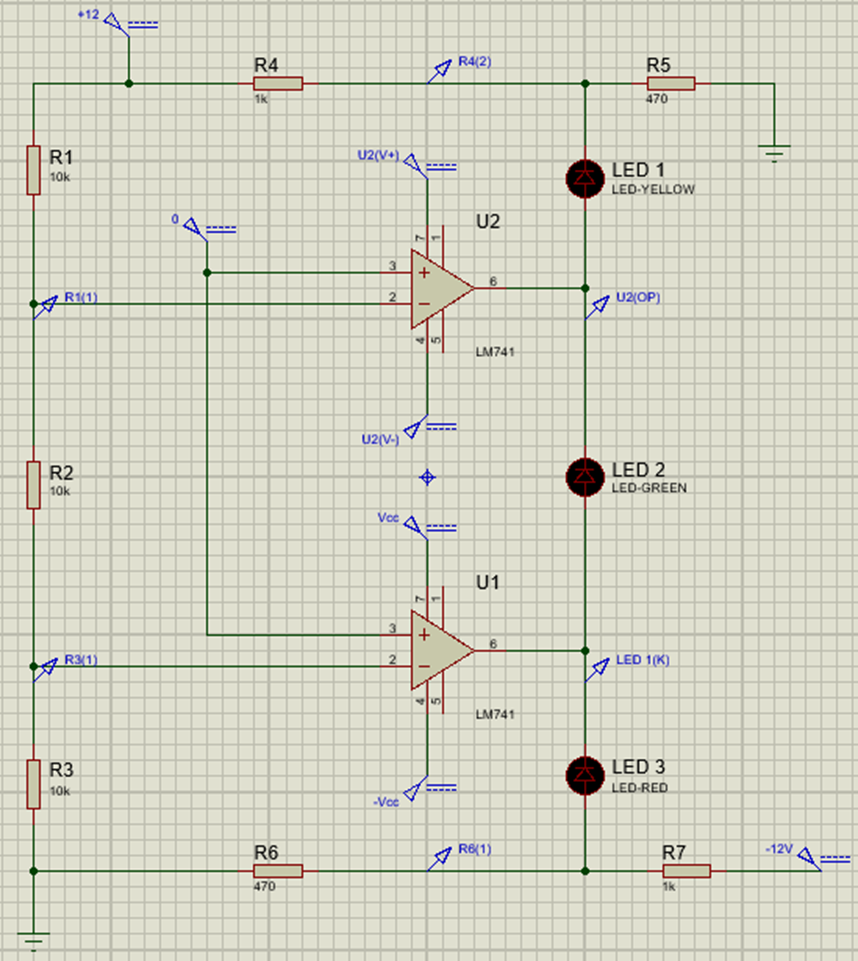 +12
R4
1k
R4(2)
R5
470
R1
10k
U2(V+)
LED 1
LED-YELLOW
0
U2
7
1
3
2
6
4
5
R1(1)
U2(OP)
LM741
U2(V-)
R2
10k
LED 2
LED-GREEN
Vcc
U1
7
1
3
2
6
4
5
R3(1)
LED 1(K)
LM741
R3
10k
LED 3
LED-RED
-Vcc
R6
470
R6(1)
R7
1k
-12V